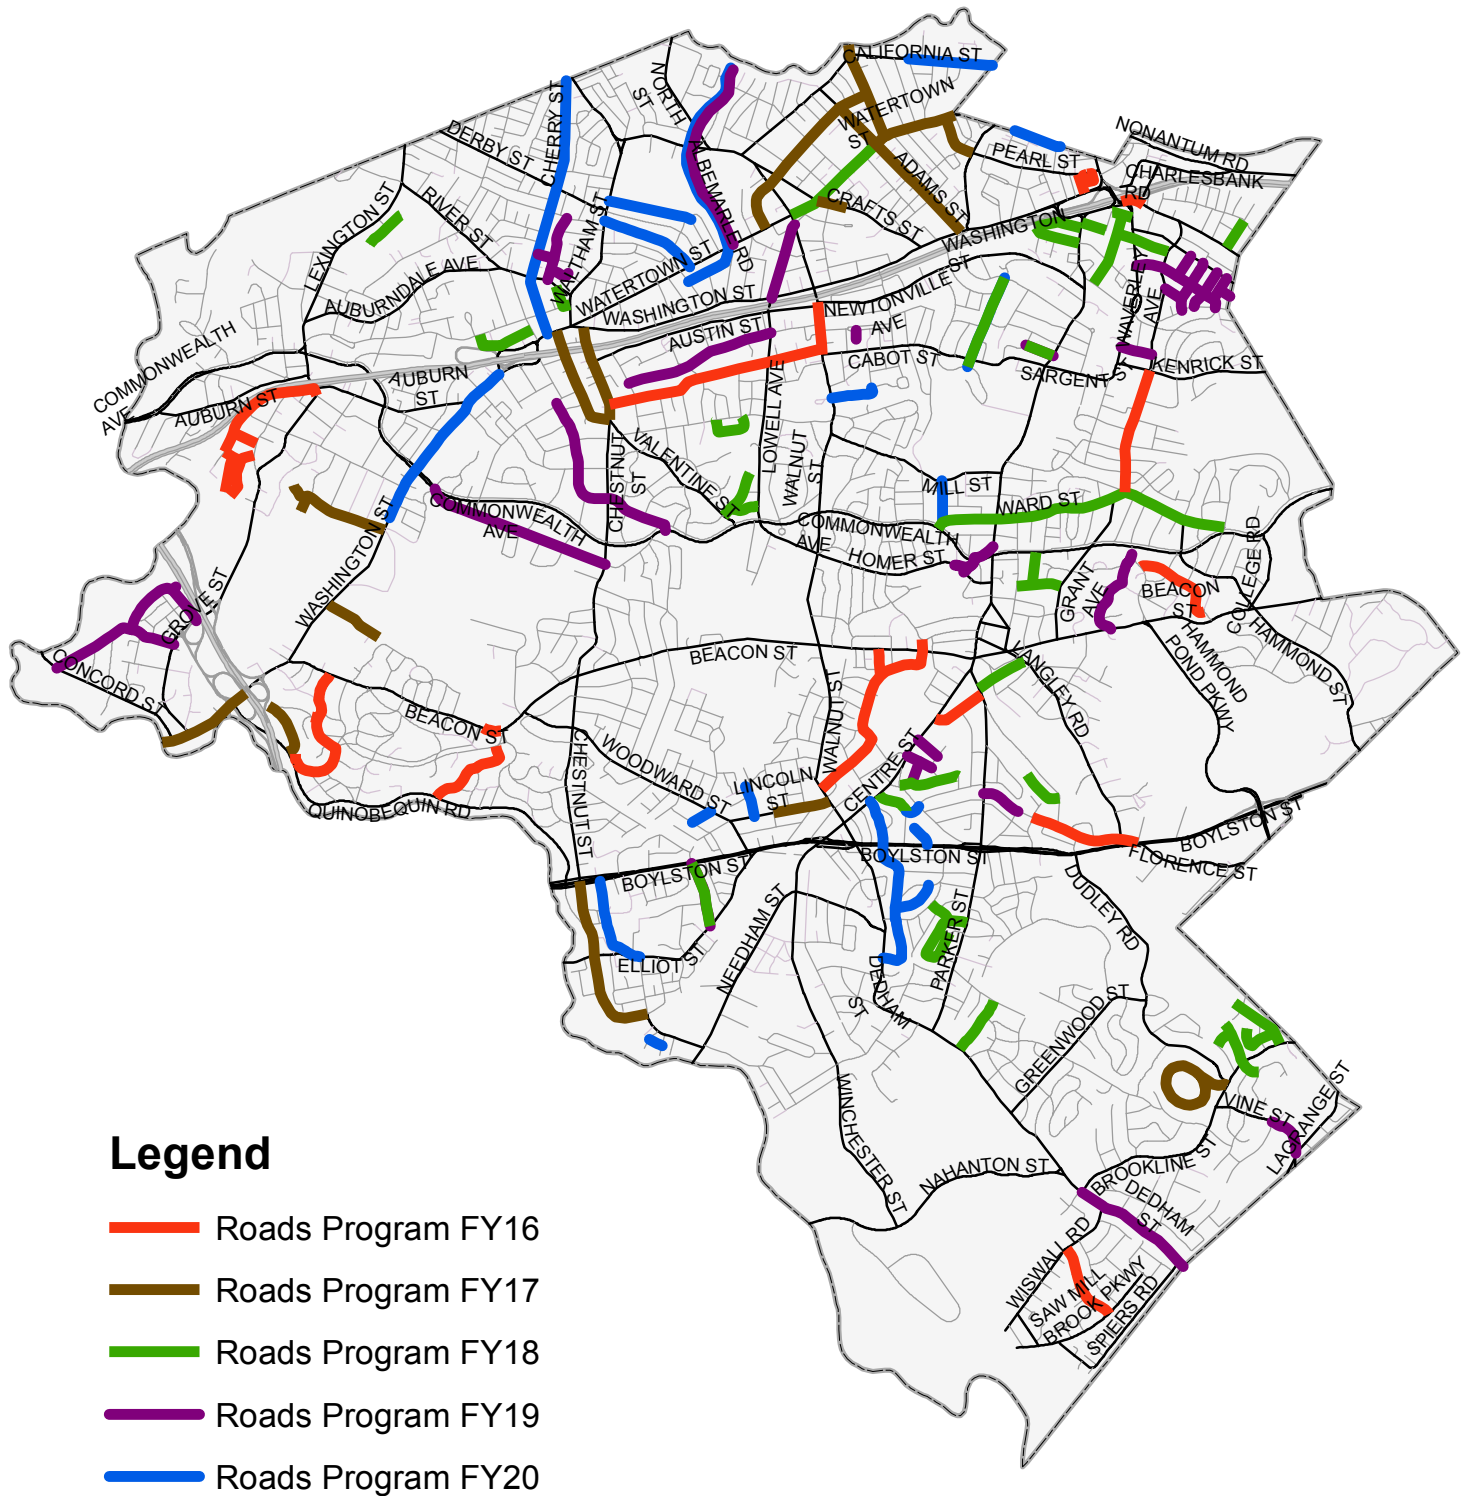 CALIFORNIA ST
NORTH
ST
WATERTOWN
ST
NONANTUM RD
DERBY ST
CHERRY ST
ALBEMARLE RD
ADAMS ST
PEARL ST
CHARLESBANK
RD
LEXINGTON ST
RIVER ST
WALTHAM ST
CRAFTS ST
WASHINGTON
ST
AUBURNDALE AVE
WATERTOWN ST
WASHINGTON ST
NEWTONVILLE
AVE
WAVERLEY
AVE
COMMONWEALTH
AVE
AUSTIN ST
CABOT ST
SARGENT ST
KENRICK ST
AUBURN
ST
AUBURN ST
LOWELL AVE
WALNUT
ST
VALENTINE ST
CHESTNUT
ST
MILL ST
WARD ST
COMMONWEALTH
AVE
COMMONWEALTH
AVE
HOMER ST
WASHINGTON ST
GRANT
AVE
BEACON
ST
COLLEGE RD
GROVE ST
CONCORD ST
BEACON ST
HAMMOND
POND PKWY
HAMMOND ST
LANGLEY RD
BEACON ST
WALNUT ST
CENTRE ST
WOODWARD ST
LINCOLN
ST
CHESTNUT ST
QUINOBEQUIN RD
BOYLSTON ST
BOYLSTON ST
BOYLSTON ST
FLORENCE ST
DUDLEY RD
NEEDHAM ST
ELLIOT ST
PARKER ST
DEDHAM
ST
GREENWOOD ST
WINCHESTER ST
VINE ST
LAGRANGE ST
NAHANTON ST
BROOKLINE ST
DEDHAM
ST
WISWALL RD
SAW MILL
BROOK PKWY
SPIERS RD
Legend
Roads Program FY16
Roads Program FY17
Roads Program FY18
Roads Program FY19
Roads Program FY20